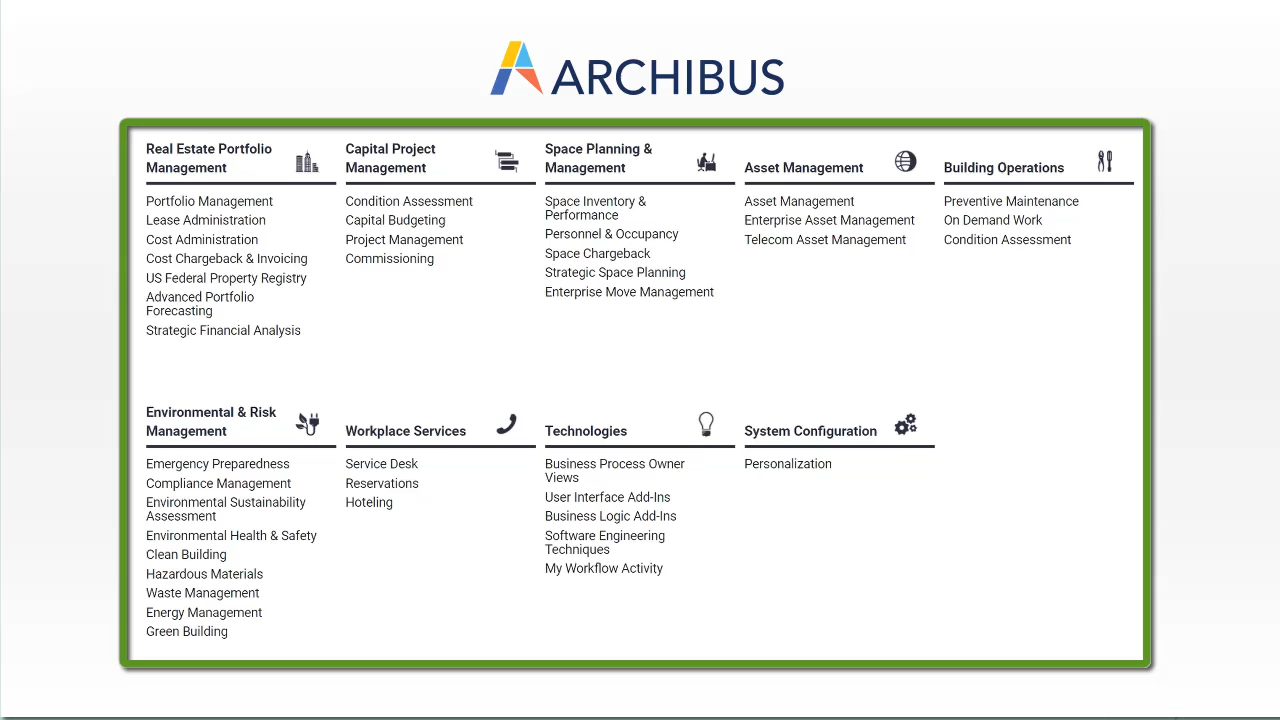 ARCHIBUS
Real Estate Portfolio
Management
Portfolio Management
Lease Administration
Cost Administration
Cost Chargeback & Invoicing
US Federal Property Registry
Advanced Portfolio
Forecasting
Strategic Financial Analysis
Capital Project
Management
Condition Assessment
Capital Budgeting
Project Management
Commissioning
Space Planning &
Management
Space Inventory &
Performance
Personnel & Occupancy
Space Chargeback
Strategic Space Planning
Enterprise Move Management
Asset Management
Asset Management
Enterprise Asset Management
Telecom Asset Management
Building Operations
Preventive Maintenance
On Demand Work
Condition Assessment
Environmental & Risk
Management
Emergency Preparedness
Compliance Management
Environmental Sustainability
Assessment
Environmental Health & Safety
Clean Building
Hazardous Materials
Waste Management
Energy Management
Green Building
Workplace Services
Service Desk
Reservations
Hoteling
Technologies
Business Process Owner
Views
User Interface Add-Ins
Business Logic Add-Ins
Software Engineering
Techniques
My Workflow Activity
System Configuration
Personalization